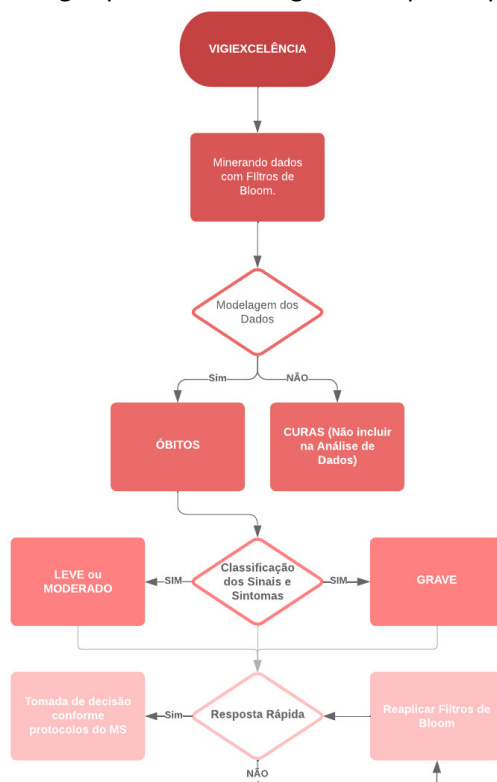 VIGIEXCELÊNCIA
Minerando dados
com FIltros de
Bloom.
Modelagem dos
Dados
Sim
NÃO
ÓBITOS
CURAS (Não incluir
na Análise de
Dados)
LEVE ou
MODERADO
SIM
Classificação
dos Sinais e
Sintomas
SIM
GRAVE
Tomada de decisão
conforme
protocolos do MS
Sim
Resposta Rápida
Reaplicar Filtros de
Bloom
NÃO